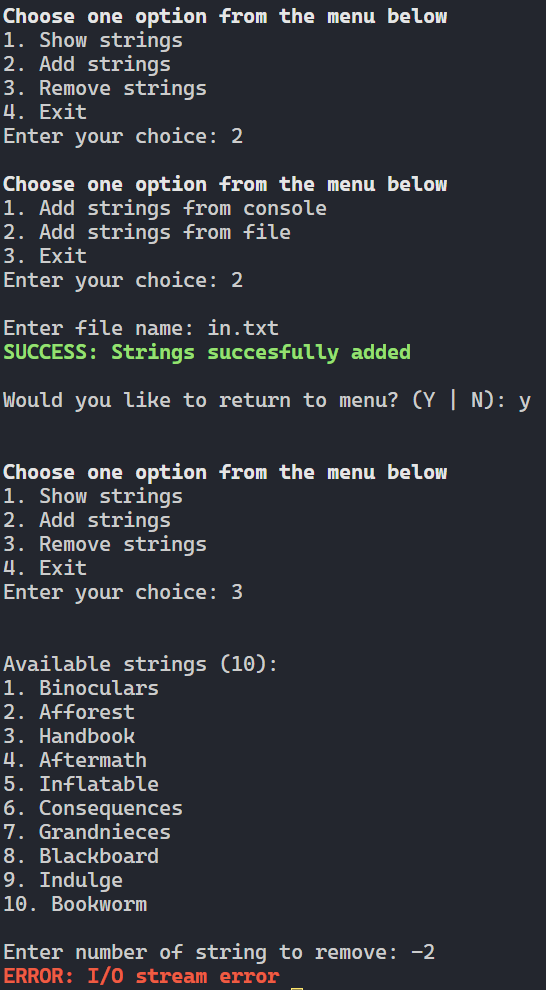 Choose one option from the menu below
1. Show strings
2. Add strings
3. Remove strings
4. Exit
Enter your choice: 2
Choose one option from the menu below
1. Add strings from console
2. Add strings from file
3. Exit
Enter your choice: 2
Enter file name: in.txt
SUCCESS: Strings succesfully added
Would you like to return to menu? (Y | N): y
Choose one option from the menu below
1. Show strings
2. Add strings
3. Remove strings
4. Exit
Enter your choice: 3
Available strings (10):
1. Binoculars
2. Afforest
3. Handbook
4. Aftermath
5. Inflatable
6. Consequences
7. Grandnieces
8. Blackboard
9. Indulge
10. Bookworm
Enter number of string to remove: -2
ERROR: I/O stream error